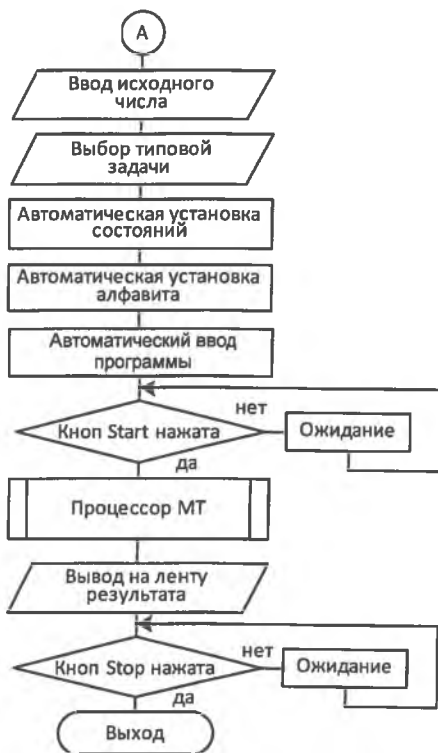 А
Ввод исходного
числа
Выбор типовой
задачи
Автоматическая установка
состояний
Автоматическая установка
алфавита
Автоматический ввод
программы
нет
Кноп Start нажата
Ожидание
да
Процессор МТ
Вывод на ленту
результата
нет
Кноп Stop нажата
Ожидание
да
Выход